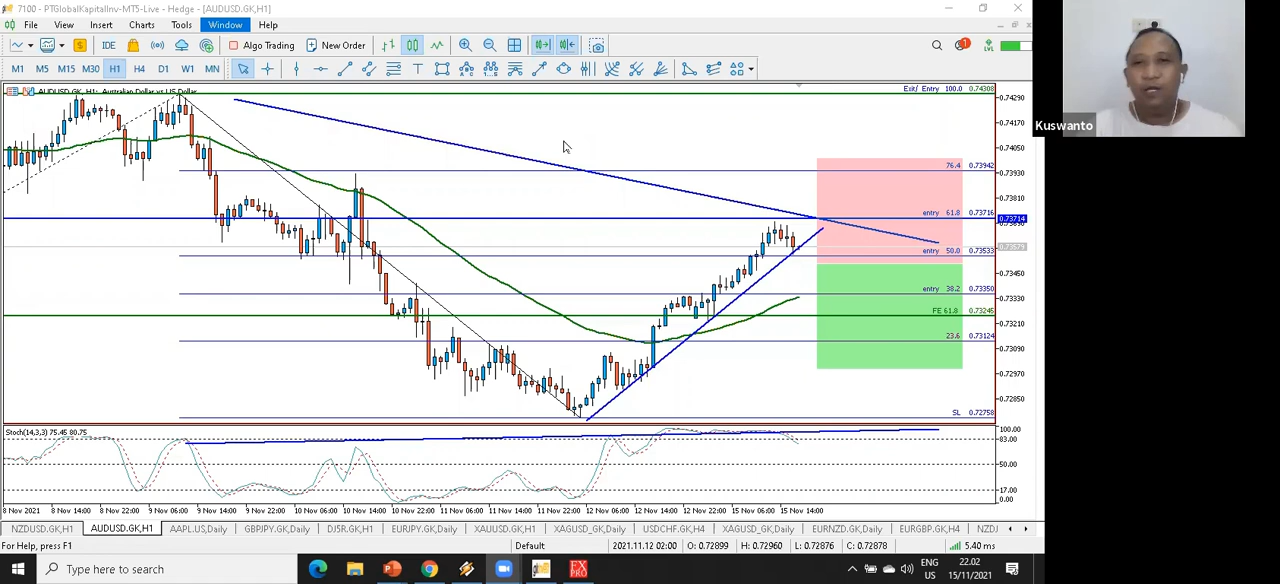 7100 - PTGlobalKapitalInv-MT5-Live - Hedge - [AUDUSD.GK,H1]
File View Insert Charts Tools Window Help
IDE Algo Trading New Order
M1 M5 M15 M30 H1 H4 D1 W1 MN
AUDUSD.GK, H1: Australian Dollar vs US Dollar
Exit/ Entry 100.0 0.74308
0.74290
0.74170
0.74050
76.4 0.73942
0.73930
0.73810
entry 61.8 0.73716
0.73714
entry 50.0 0.73533
0.73450
entry 38.2 0.73350
0.73330
FE 61.8 0.73245
0.73210
23.6 0.73124
0.73090
0.72970
0.72850
SL 0.72758
Stoch(14,3,3) 75.45 80.75
100.00
83.00
50.00
17.00
0.00
8 Nov 2021 8 Nov 14:00 8 Nov 22:00 9 Nov 06:00 9 Nov 14:00 9 Nov 22:00 10 Nov 06:00 10 Nov 14:00 10 Nov 22:00 11 Nov 06:00 11 Nov 14:00 11 Nov 22:00 12 Nov 06:00 12 Nov 14:00 12 Nov 22:00 15 Nov 06:00 15 Nov 14:00
NZDUSD.GK,H1 AUDUSD.GK,H1 AAPL.US,Daily GBPJPY.GK,Daily DJ5R.GK,H1 EURJPY.GK,Daily XAUUSD.GK,H1 XAGUSD_GK,Daily USDCHF.GK,H4 XAGUSD_GK,Daily EURNZD.GK,Daily EURGBP.GK,H4 NZDJ
For Help, press F1 Default 2021.11.12 02:00 O: 0.72899 H: 0.72960 L: 0.72876 C: 0.72878 5.40 ms
Type here to search
FX PRO
ENG
US
22.02
15/11/2021
Kuswanto